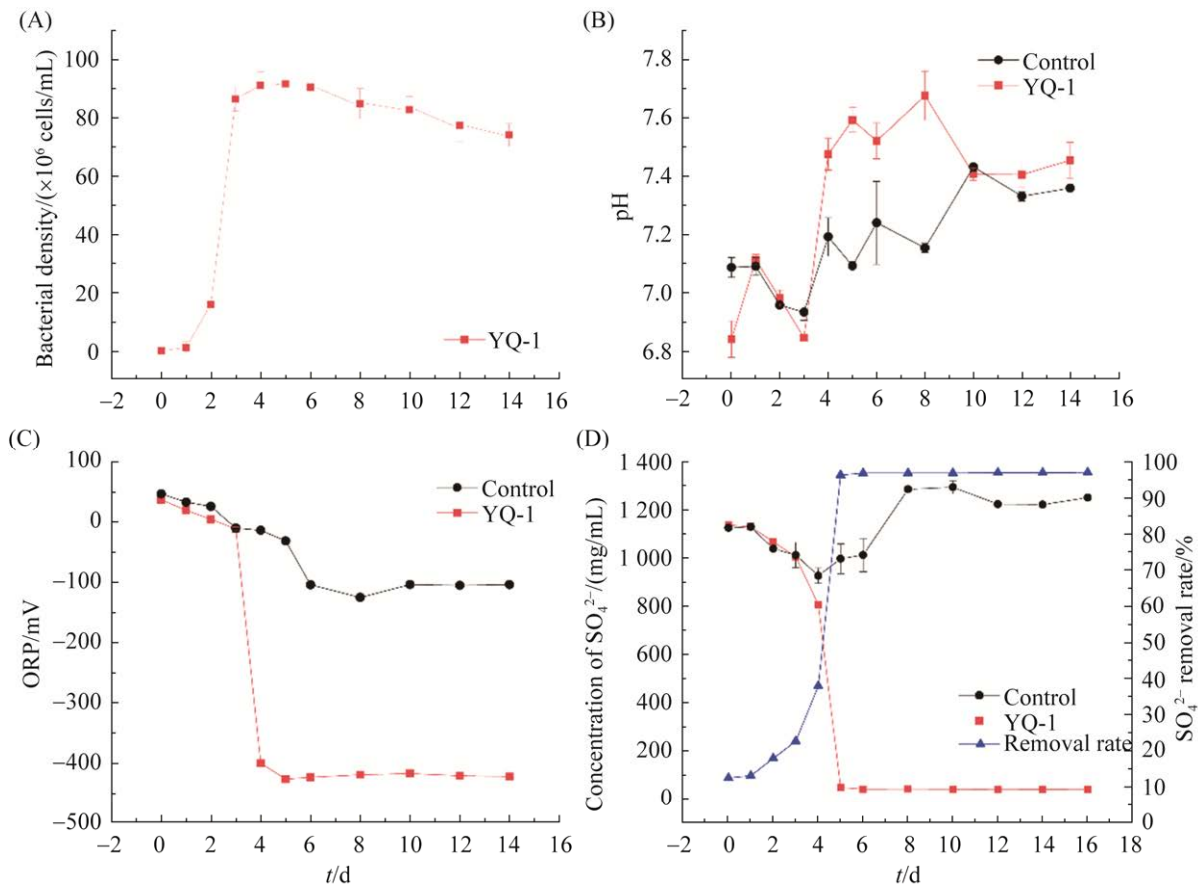 (A)
100
80
60
40
20
0
Bacterial density/(×10⁶ cells/mL)
YQ-1
−2 0 2 4 6 8 10 12 14 16
(B)
7.8
7.6
7.4
7.2
7.0
6.8
pH
Control
YQ-1
−2 0 2 4 6 8 10 12 14 16
(C)
100
0
−100
−200
−300
−400
−500
ORP/mV
Control
YQ-1
−2 0 2 4 6 8 10 12 14 16
t/d
(D)
1 400
1 200
1 000
800
600
400
200
0
Concentration of SO₄²⁻/(mg/mL)
Control
YQ-1
Removal rate
100
90
80
70
60
50
40
30
20
10
0
SO₄²⁻ removal rate/%
−2 0 2 4 6 8 10 12 14 16 18
t/d